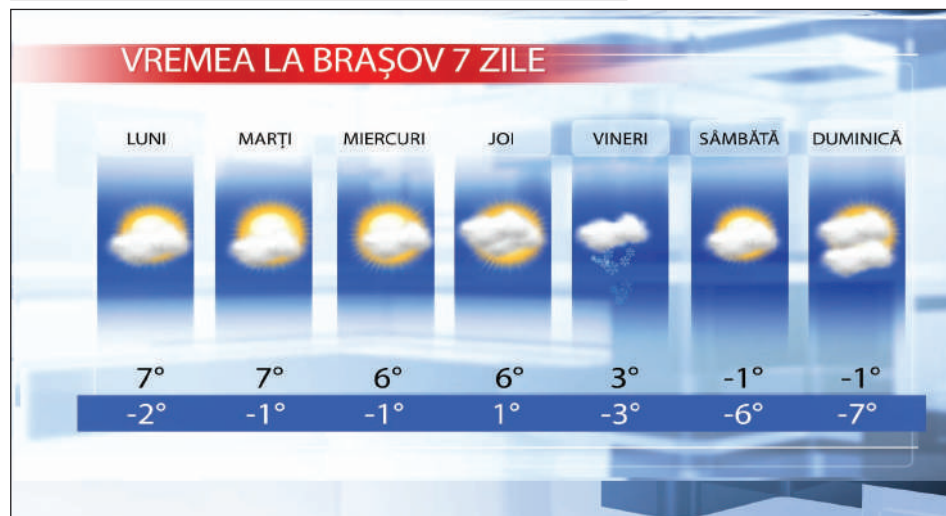 VREMEA LA BRAȘOV 7 ZILE
LUNI MARȚI MIERCURI JOI VINERI SÂMBĂTĂ DUMINICĂ
7° 7° 6° 6° 3° -1° -1°
-2° -1° -1° 1° -3° -6° -7°